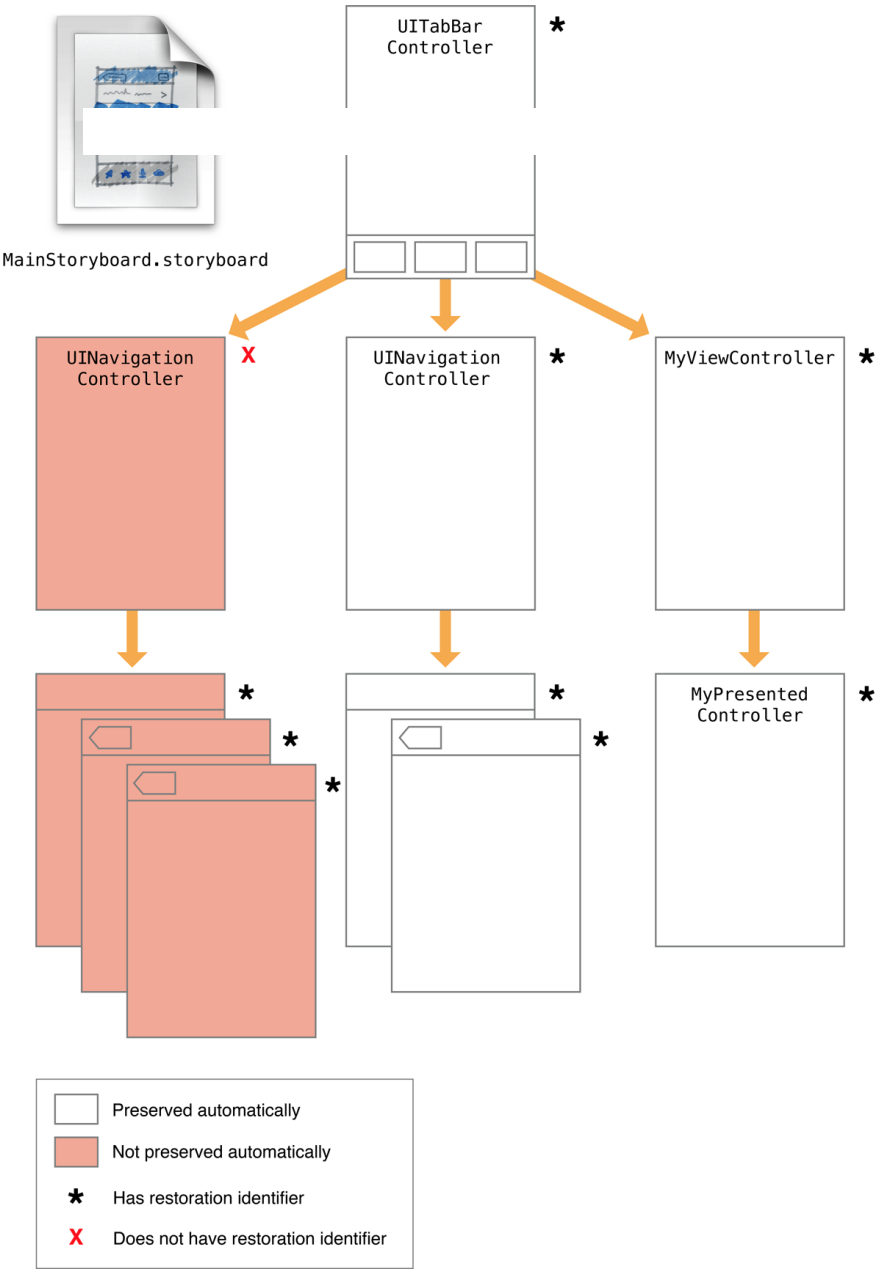 UITabBar
Controller
*
MainStoryboard.storyboard
UINavigation
Controller
X
UINavigation
Controller
*
MyViewController
*
*
*
*
*
*
MyPresented
Controller
*
Preserved automatically
Not preserved automatically
* Has restoration identifier
X Does not have restoration identifier